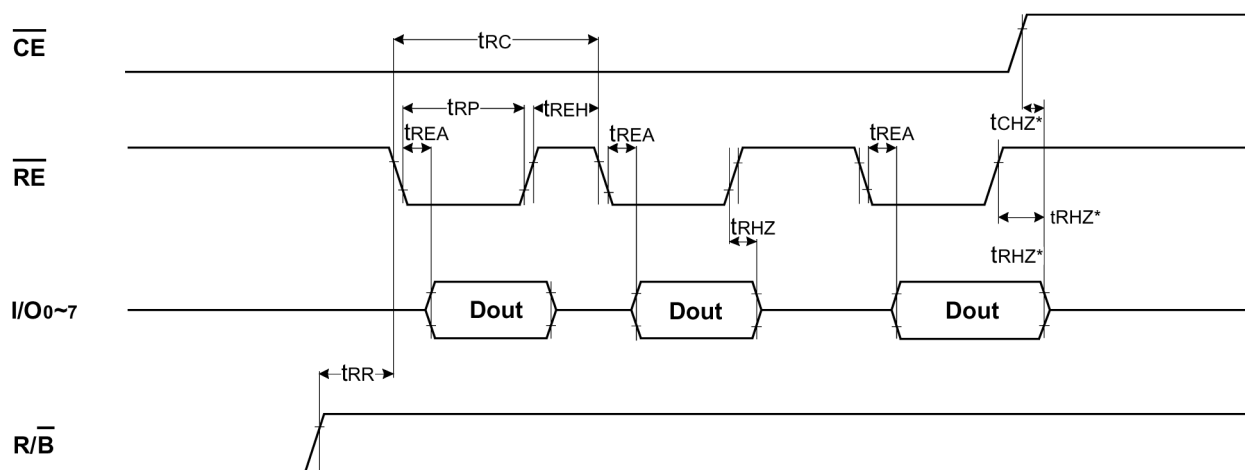 CE
tRC
tRP
tREH
tCHZ*
tREA
tREA
tREA
RE
tRHZ
tRHZ*
tRHZ*
I/O0~7
Dout
Dout
Dout
tRR
R/B